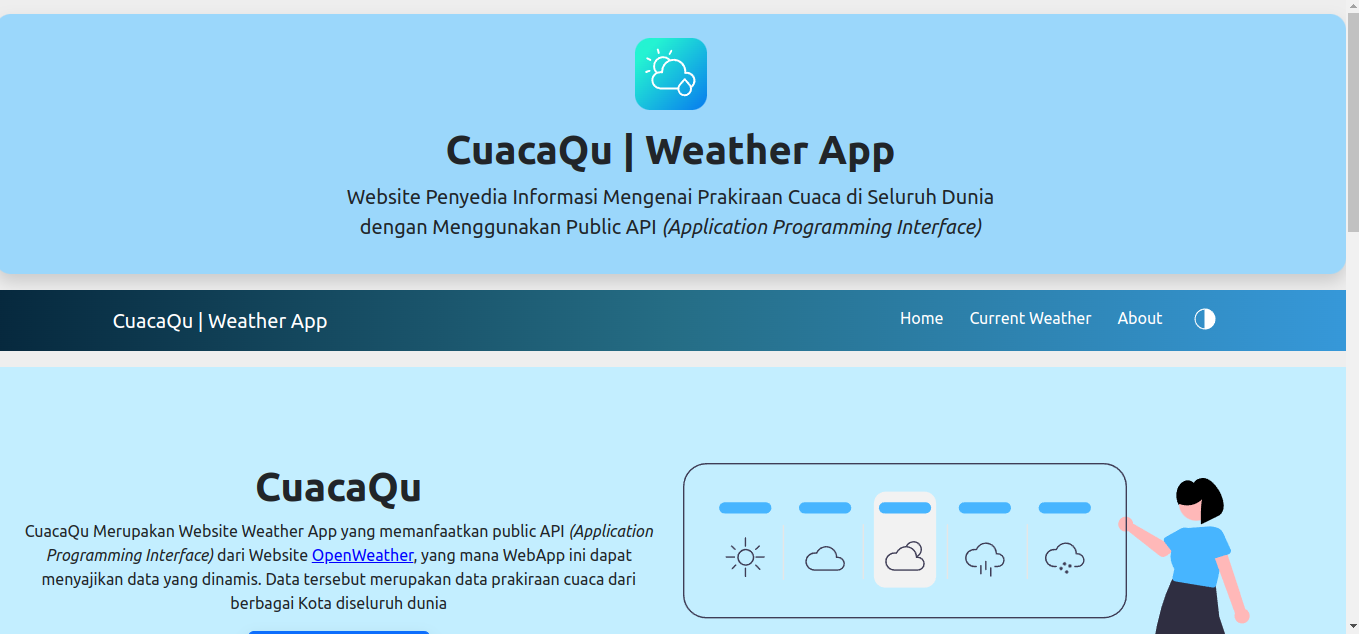 CuacaQu | Weather App
Website Penyedia Informasi Mengenai Prakiraan Cuaca di Seluruh Dunia
dengan Menggunakan Public API (Application Programming Interface)
CuacaQu | Weather App
Home
Current Weather
About
CuacaQu
CuacaQu Merupakan Website Weather App yang memanfaatkan public API (Application
Programming Interface) dari Website OpenWeather, yang mana WebApp ini dapat
menyajikan data yang dinamis. Data tersebut merupakan data prakiraan cuaca dari
berbagai Kota diseluruh dunia